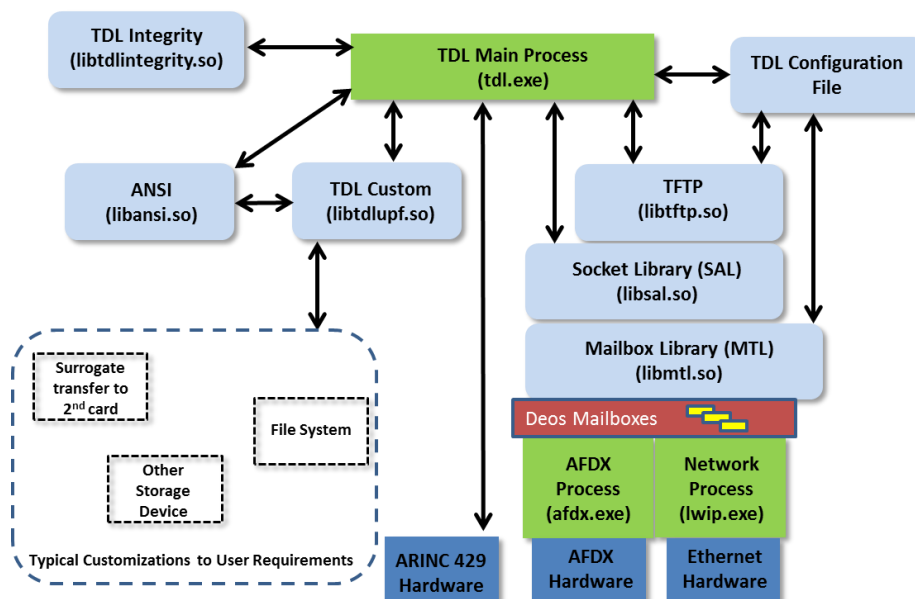 TDL Integrity
(libtdlintegrity.so)
TDL Main Process
(tdl.exe)
TDL Configuration
File
ANSI
(libansi.so)
TDL Custom
(libtdlupf.so)
TFTP
(libtftp.so)
Socket Library (SAL)
(libsal.so)
Mailbox Library (MTL)
(libmtl.so)
Surrogate
transfer to
2nd card
File System
Other
Storage
Device
Typical Customizations to User Requirements
Deos Mailboxes
AFDX
Process
(afdx.exe)
Network
Process
(lwip.exe)
ARINC 429
Hardware
AFDX
Hardware
Ethernet
Hardware